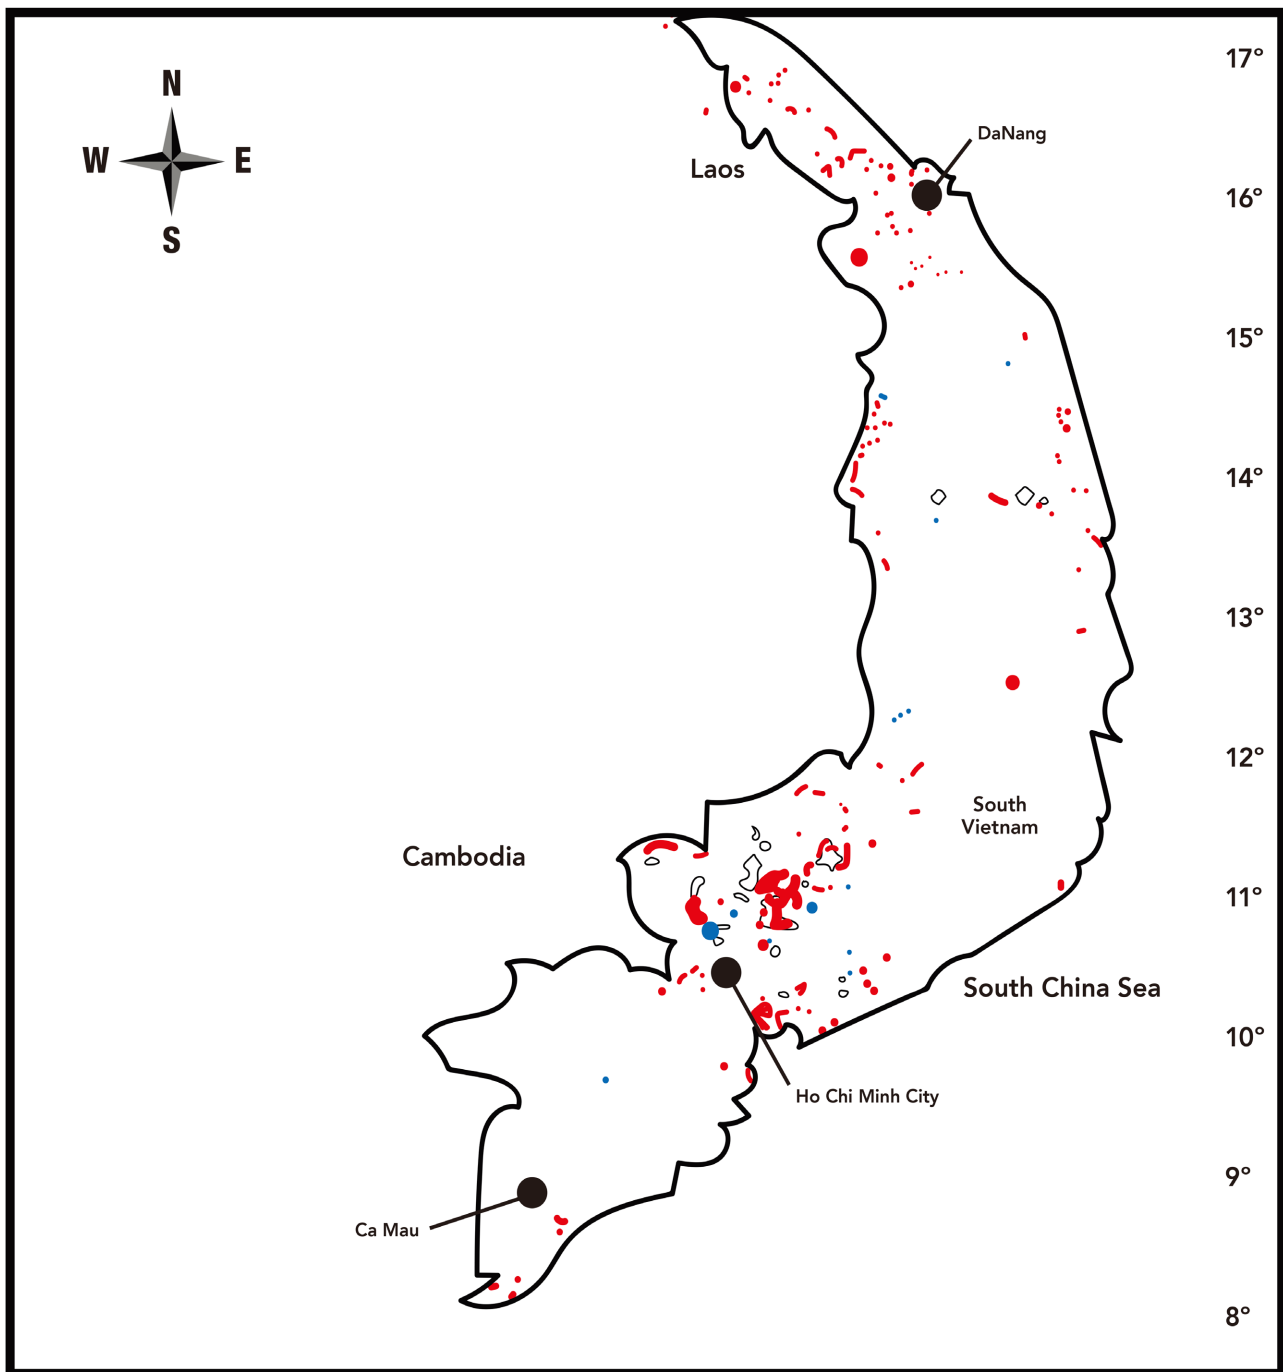 17°
N
DaNang
W
E
Laos
16°
S
15°
14°
13°
12°
South
Vietnam
Cambodia
11°
South China Sea
10°
Ho Chi Minh City
9°
Ca Mau
8°